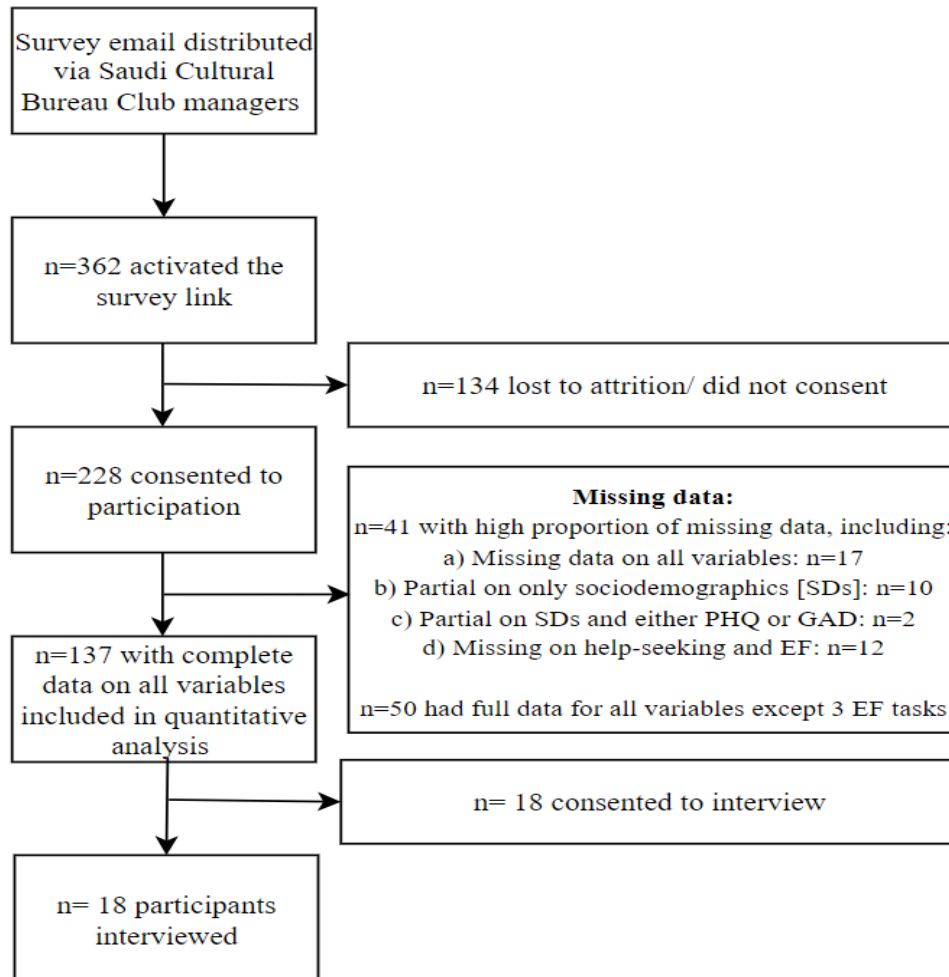 Survey email distributed
via Saudi Cultural
Bureau Club managers
n=362 activated the
survey link
n=134 lost to attrition/ did not consent
n=228 consented to
participation
Missing data:
n=41 with high proportion of missing data, including:
a) Missing data on all variables: n=17
b) Partial on only sociodemographics [SDs]: n=10
c) Partial on SDs and either PHQ or GAD: n=2
d) Missing on help-seeking and EF: n=12
n=50 had full data for all variables except 3 EF tasks
n=137 with complete
data on all variables
included in quantitative
analysis
n= 18 consented to interview
n= 18 participants
interviewed